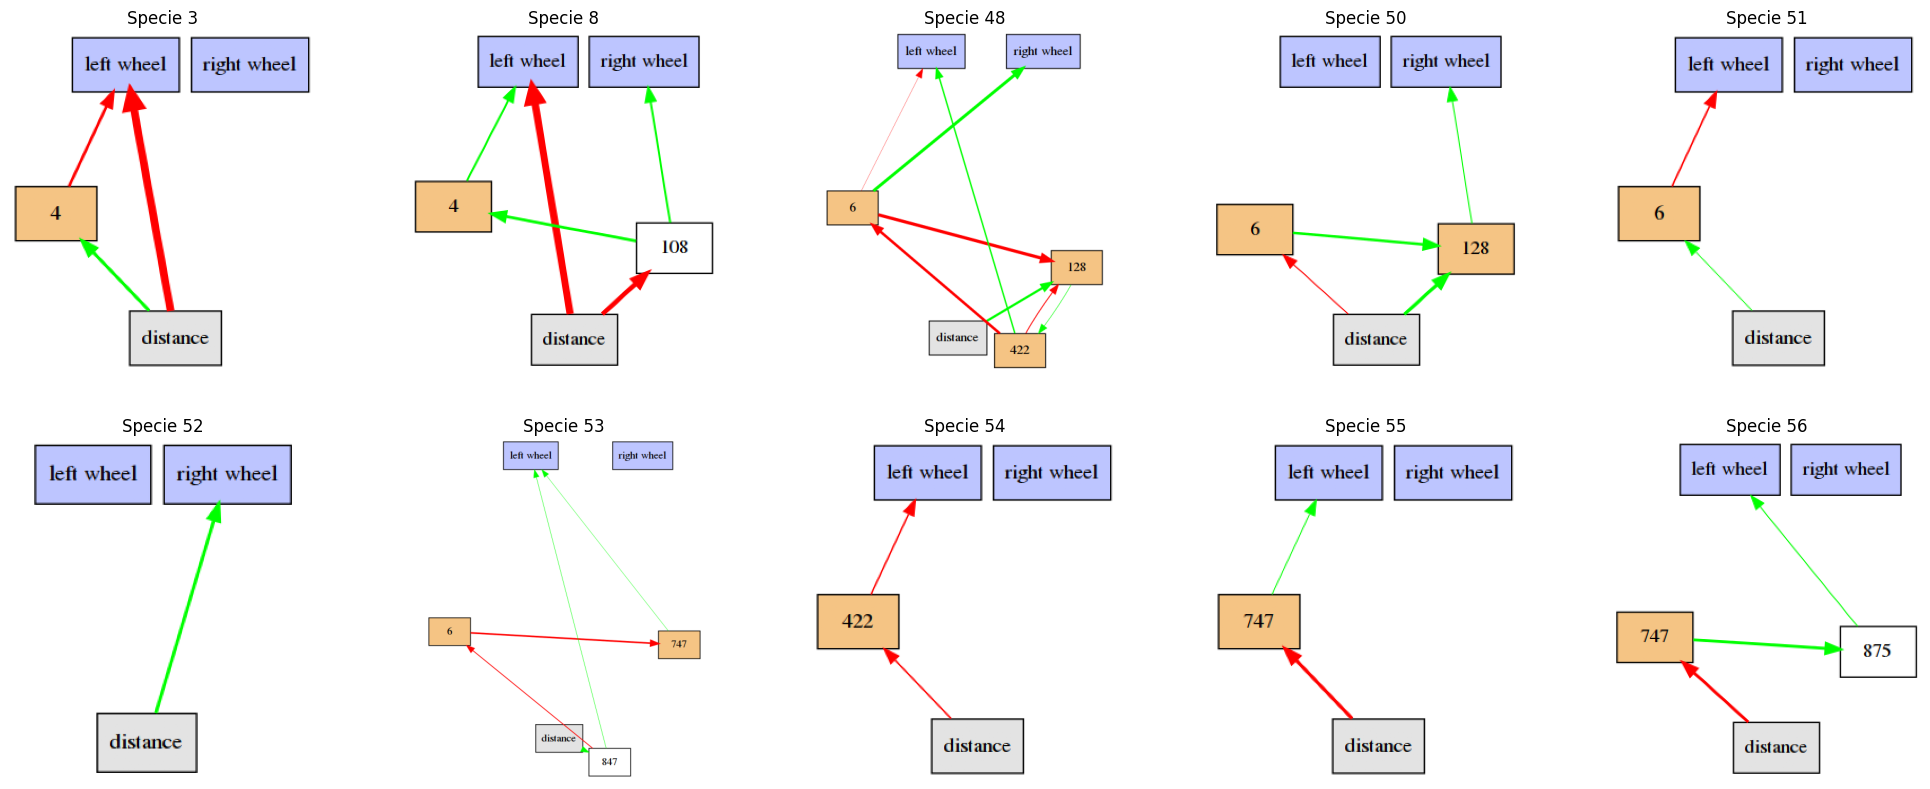 Specie 3
left wheel
right wheel
4
distance
Specie 8
left wheel
right wheel
4
108
distance
Specie 48
left wheel
right wheel
6
128
distance
422
Specie 50
left wheel
right wheel
6
128
distance
Specie 51
left wheel
right wheel
6
distance
Specie 52
left wheel
right wheel
distance
Specie 53
left wheel
right wheel
6
747
distance
847
Specie 54
left wheel
right wheel
422
distance
Specie 55
left wheel
right wheel
747
distance
Specie 56
left wheel
right wheel
747
875
distance